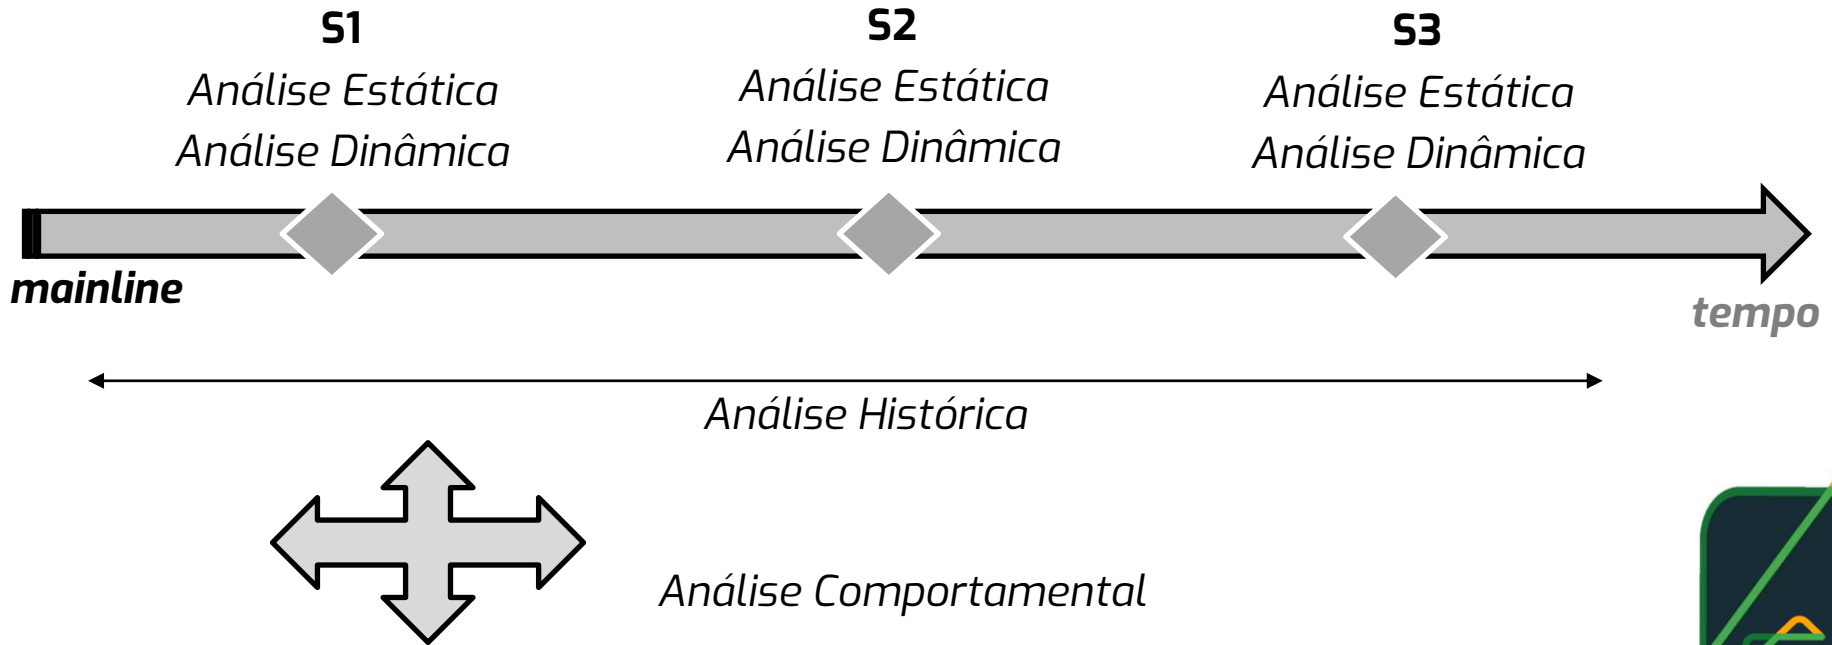 S1
Análise Estática
Análise Dinâmica
S2
Análise Estática
Análise Dinâmica
S3
Análise Estática
Análise Dinâmica
mainline
tempo
Análise Histórica
Análise Comportamental